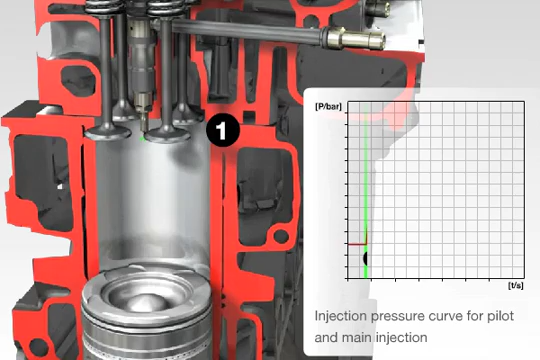 1
[P/bar]
[t/s]
Injection pressure curve for pilot
and main injection